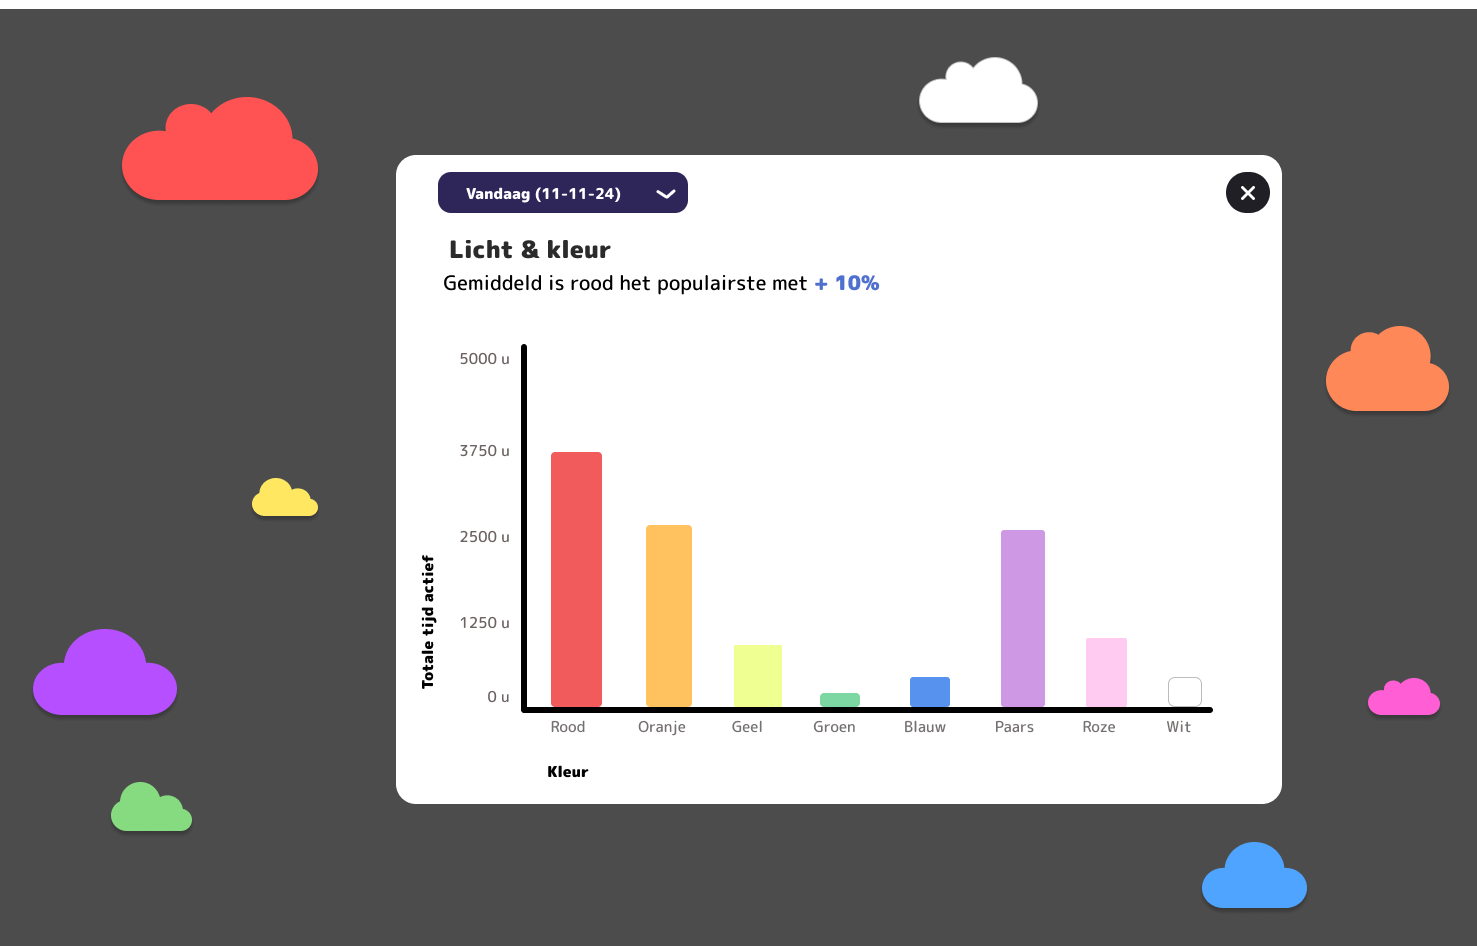 Vandaag (11-11-24)
Licht & kleur
Gemiddeld is rood het populairste met + 10%
5000 u
3750 u
2500 u
1250 u
0 u
Totale tijd actief
Rood Oranje Geel Groen Blauw Paars Roze Wit
Kleur